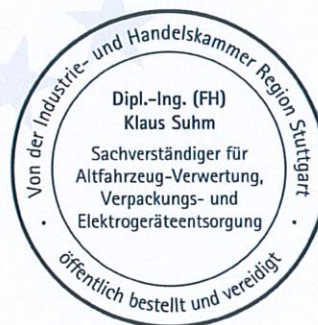 Von der Industrie- und Handelskammer Region Stuttgart
Dipl.-Ing. (FH)
Klaus Suhm
Sachverständiger für
Altfahrzeug-Verwertung,
Verpackungs- und
Elektrogeräteentsorgung
· öffentlich bestellt und vereidigt ·